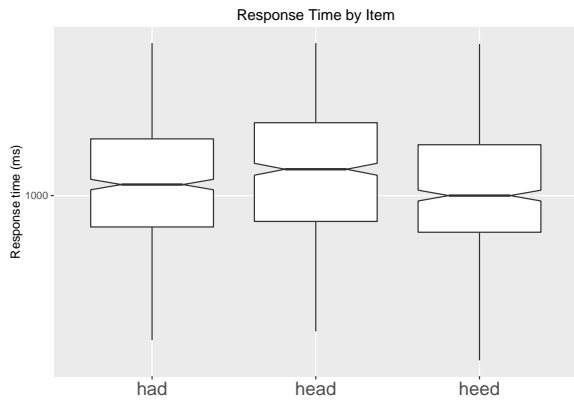 Response Time by Item
Response time (ms)
1000
had
head
heed